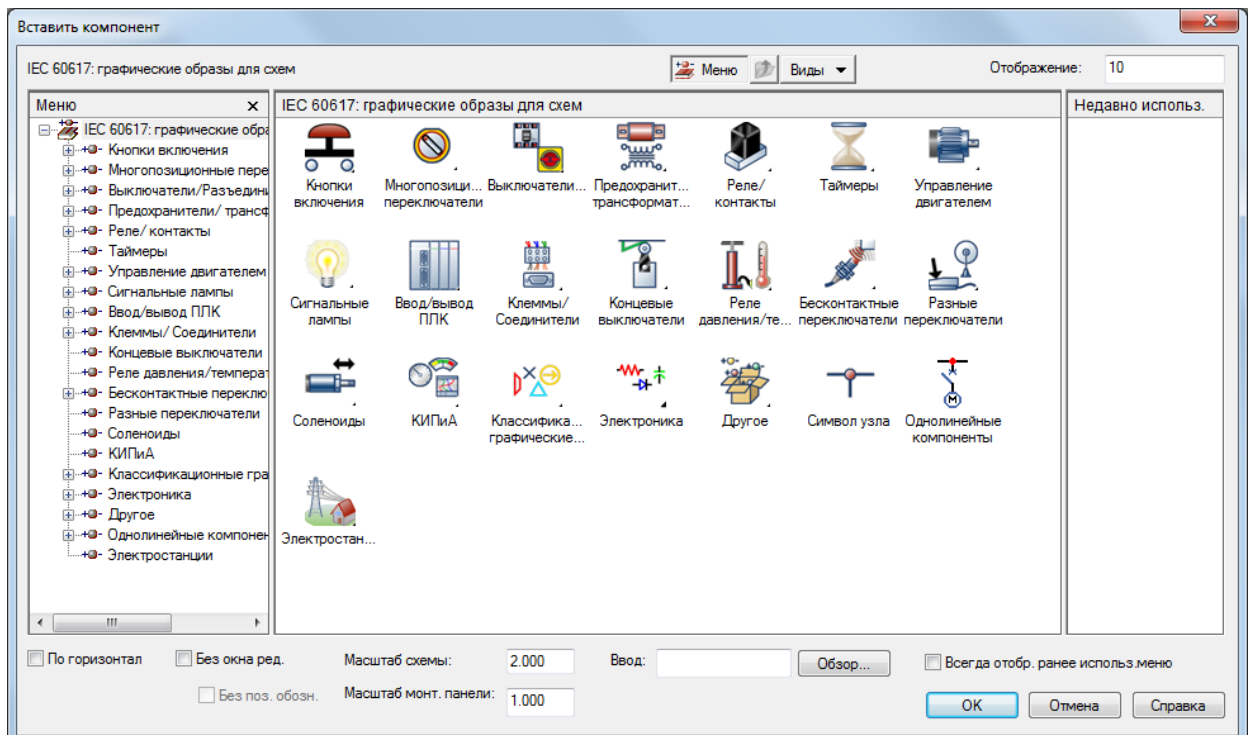 Вставить компонент
IEC 60617: графические образы для схем
Меню
Виды
Отображение:
10
Меню
IEC 60617: графические обра
Кнопки включения
Многопозиционные пере
Выключатели/Разъедин
Предохранители/ трансф
Реле/ контакты
Таймеры
Управление двигателем
Сигнальные лампы
Ввод/вывод ПЛК
Клеммы/ Соединители
Концевые выключатели
Реле давления/температ
Бесконтактные переклю
Разные переключатели
Соленоиды
КИПиА
Классификационные гра
Электроника
Другое
Однолинейные компонен
Электростанции
IEC 60617: графические образы для схем
Кнопки
включения
Многопозици...
переключатели
Выключатели...
Предохранит...
трансформат...
Реле/
контакты
Таймеры
Управление
двигателем
Сигнальные
лампы
Ввод/вывод
ПЛК
Клеммы/
Соединители
Концевые
выключатели
Реле
давления/те...
Бесконтактные
переключатели
Разные
переключатели
Соленоиды
КИПиА
Классифика...
графические...
Электроника
Другое
Символ узла
Однолинейные
компоненты
Электростан...
Недавно использ.
По горизонтал
Без окна ред.
Масштаб схемы:
2.000
Ввод:
Обзор...
Всегда отобр. ранее использ.меню
Без поз. обозн.
Масштаб монт. панели:
1.000
OK
Отмена
Справка